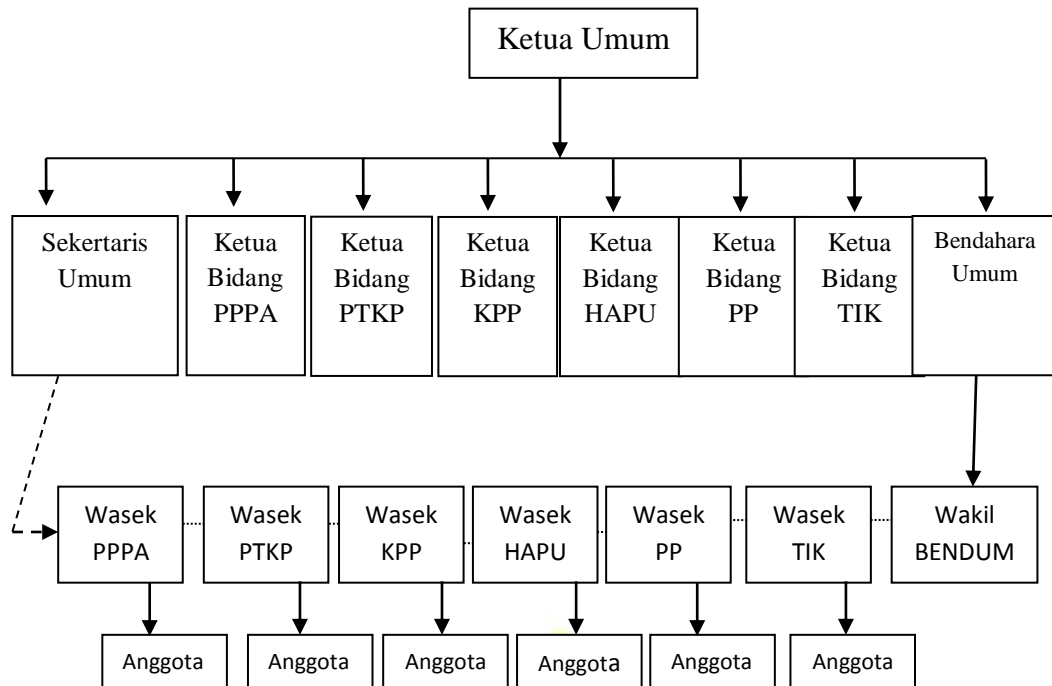 Ketua Umum
Sekertaris
Umum
Ketua
Bidang
PPPA
Ketua
Bidang
PTKP
Ketua
Bidang
KPP
Ketua
Bidang
HAPU
Ketua
Bidang
PP
Ketua
Bidang
TIK
Bendahara
Umum
Wasek
PPPA
Wasek
PTKP
Wasek
KPP
Wasek
HAPU
Wasek
PP
Wasek
TIK
Wakil
BENDUM
Anggota
Anggota
Anggota
Anggota
Anggota
Anggota